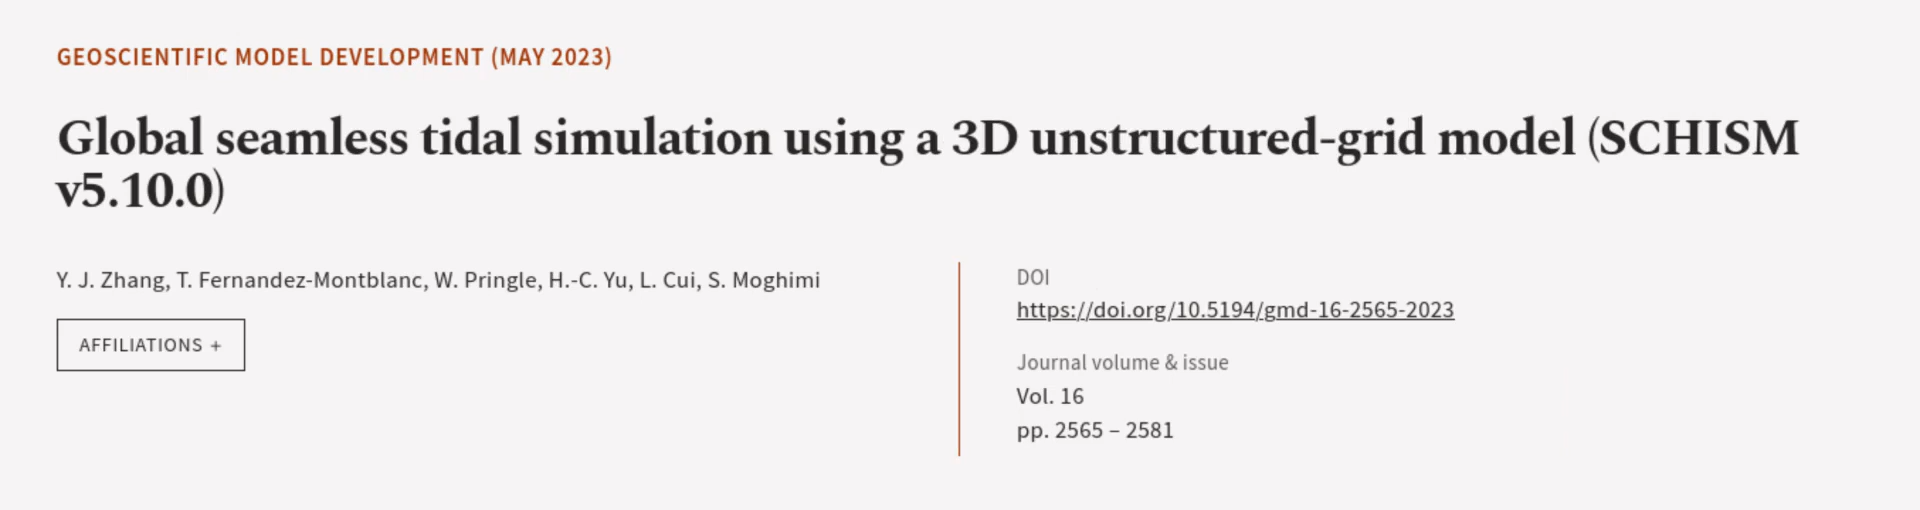 GEOSCIENTIFIC MODEL DEVELOPMENT (MAY 2023)
Global seamless tidal simulation using a 3D unstructured-grid model (SCHISM
v5.10.0)
Y. J. Zhang, T. Fernandez-Montblanc, W. Pringle, H.-C. Yu, L. Cui, S. Moghimi
AFFILIATIONS +
DOI
https://doi.org/10.5194/gmd-16-2565-2023
Journal volume & issue
Vol. 16
pp. 2565 – 2581